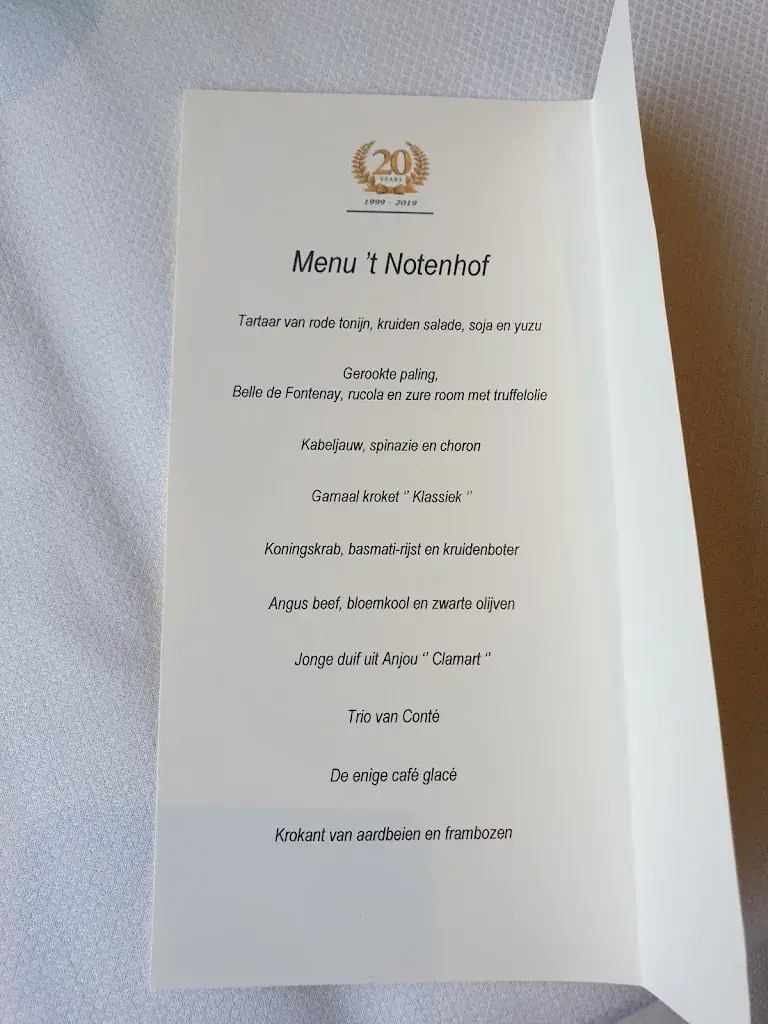 20
YEARS
1999 - 2019
Menu 't Notenhof
Tartaar van rode tonijn, kruiden salade, soja en yuzu
Gerookte paling,
Belle de Fontenay, rucola en zure room met truffelolie
Kabeljauw, spinazie en choron
Garnaal kroket “ Klassiek “
Koningskrab, basmati-rijst en kruidenboter
Angus beef, bloemkool en zwarte olijven
Jonge duif uit Anjou “ Clamart “
Trio van Conté
De enige café glacé
Krokant van aardbeien en frambozen